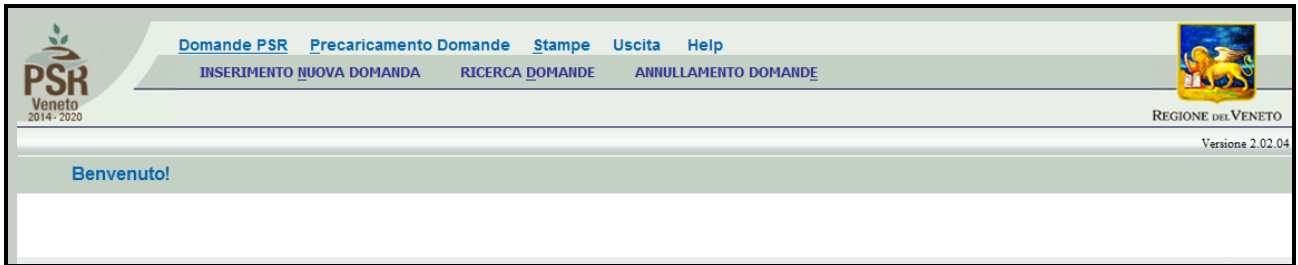 Domande PSR Precaricamento Domande Stampe Uscita Help
INSERIMENTO NUOVA DOMANDA RICERCA DOMANDE ANNULLAMENTO DOMANDE
PSR
Veneto
2014 - 2020
REGIONE DEL VENETO
Versione 2.02.04
Benvenuto!